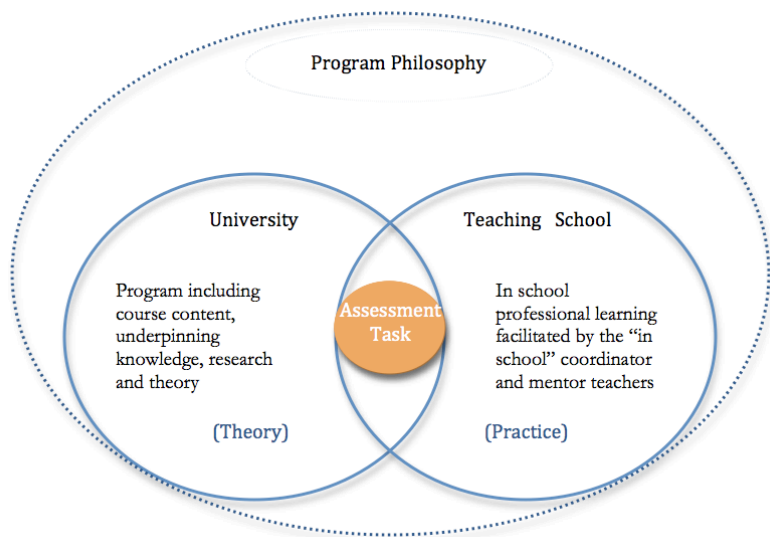 Program Philosophy
University
Program including
course content,
underpinning
knowledge, research
and theory
(Theory)
Assessment
Task
Teaching School
In school
professional learning
facilitated by the “in
school” coordinator
and mentor teachers
(Practice)